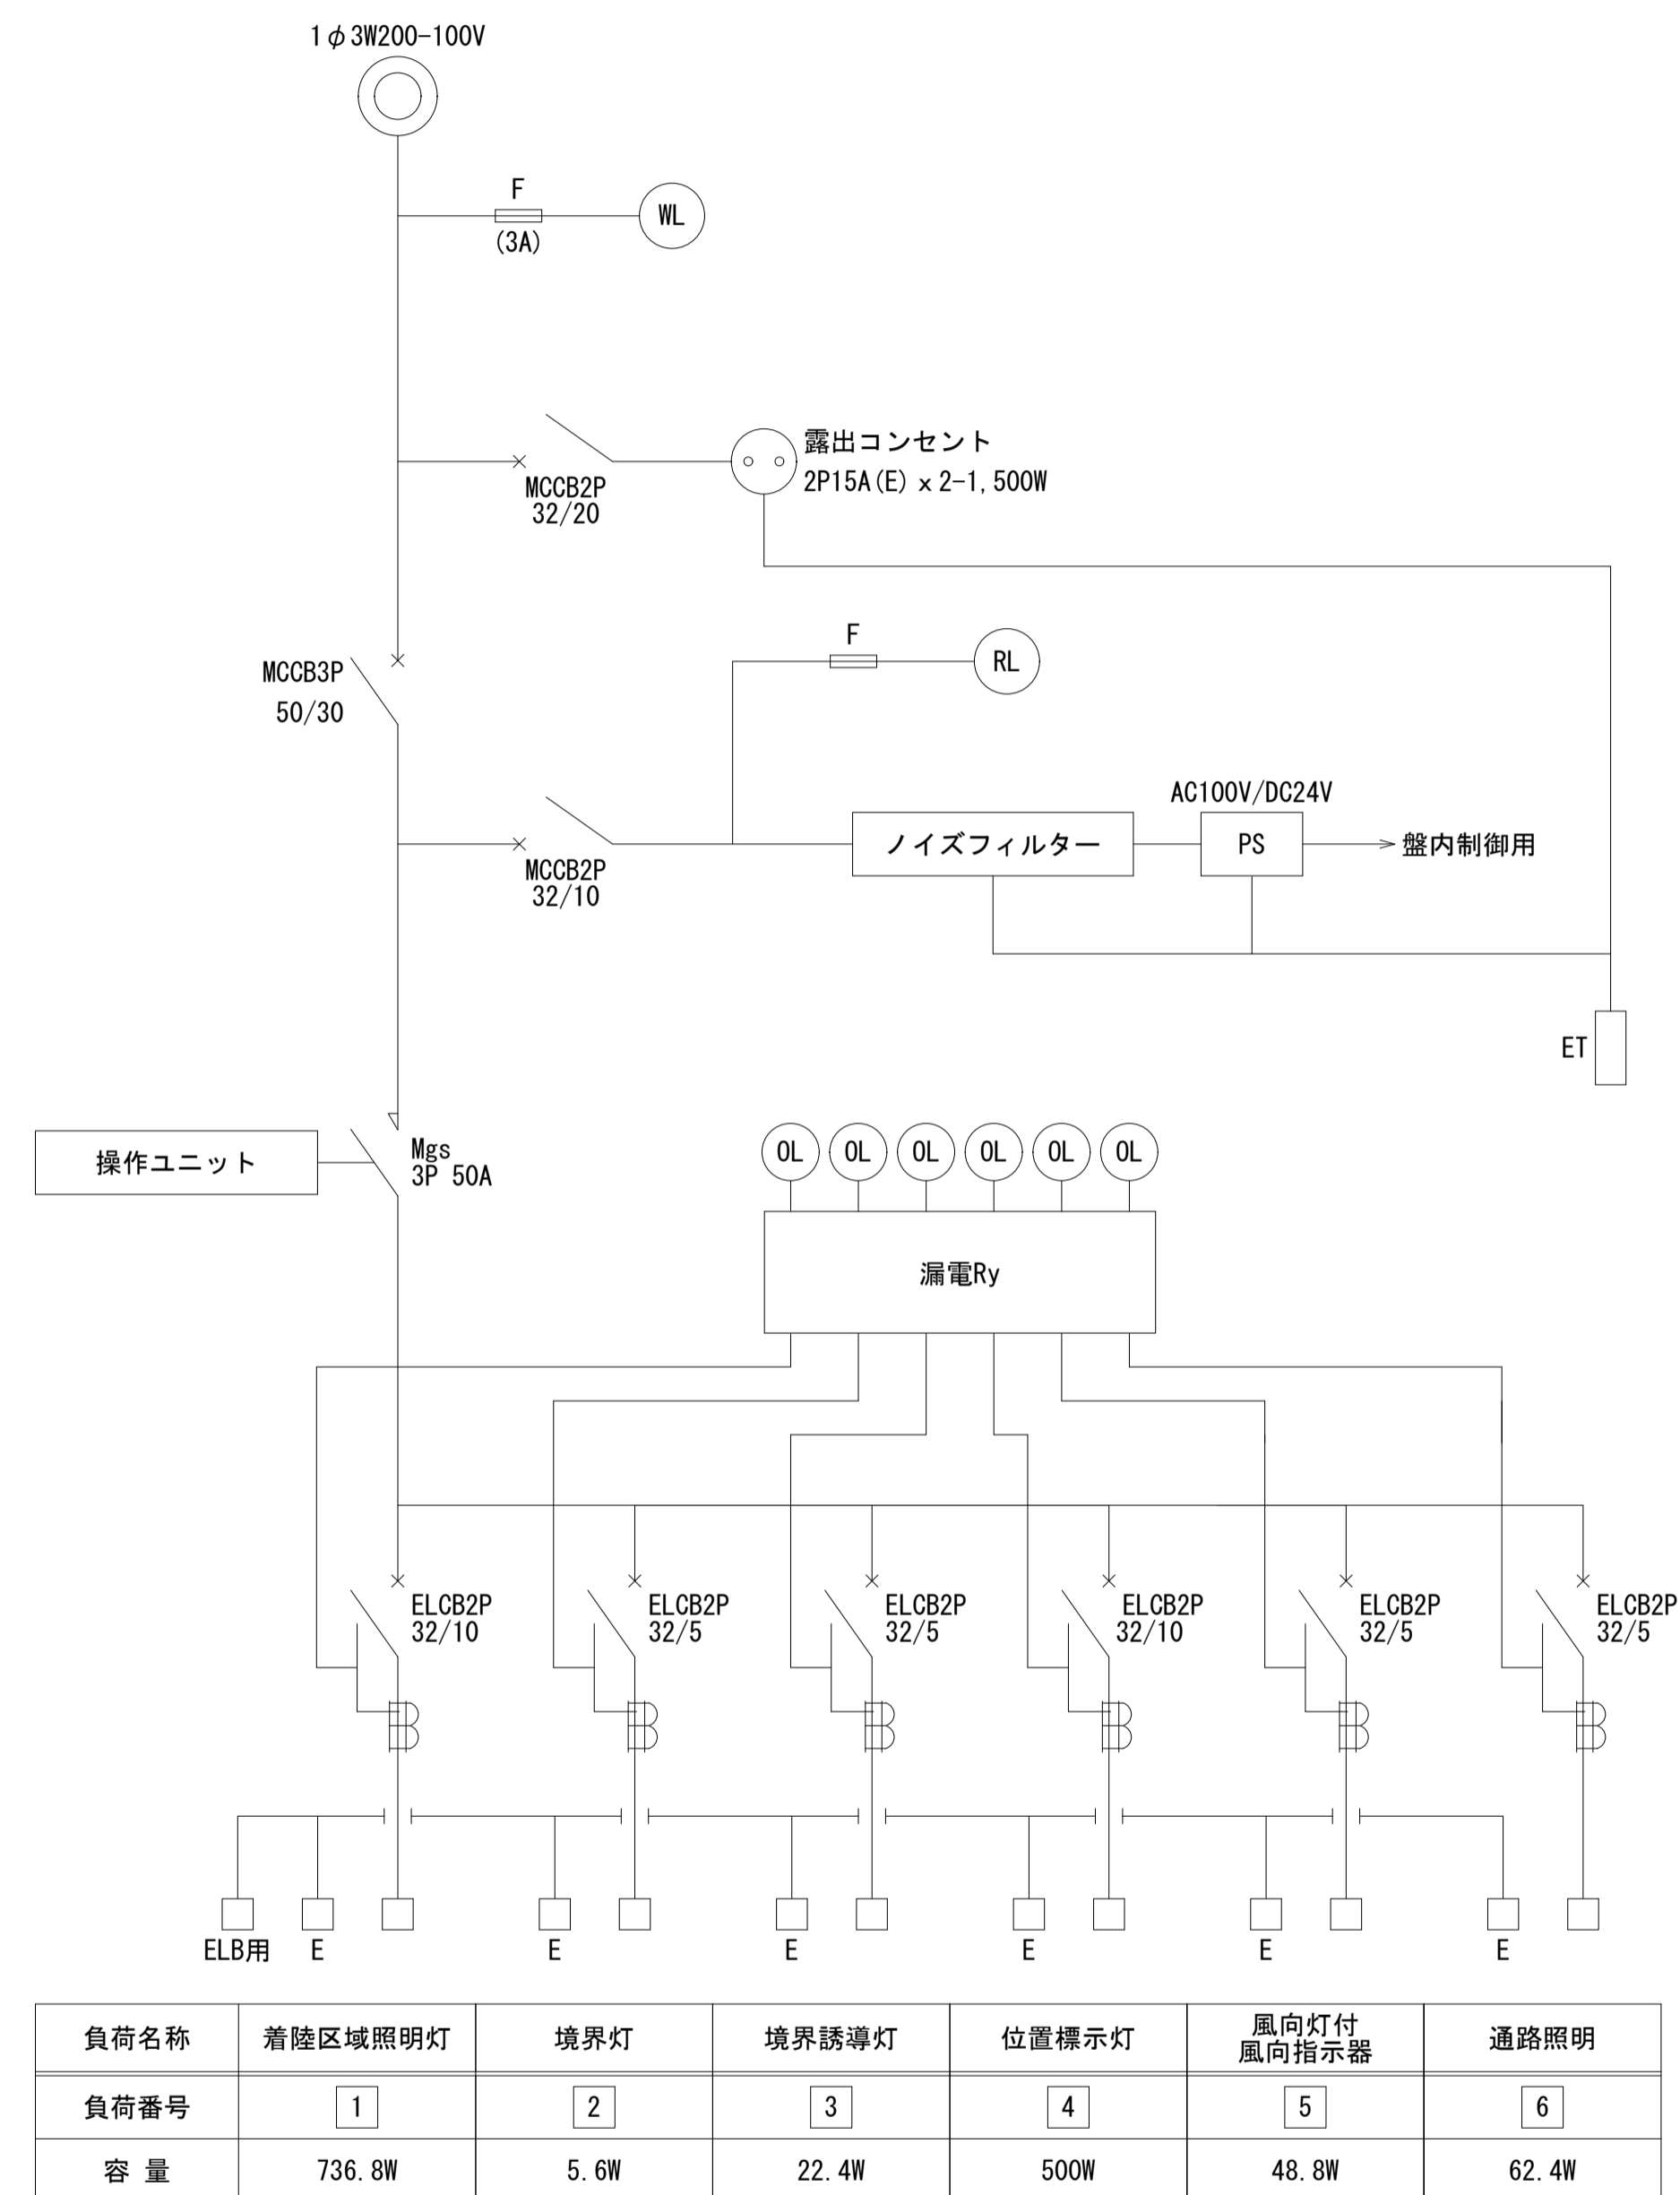 1φ3W200-100V
F
(3A)
WL
露出コンセント
2P15A(E)×2-1,500W
MCCB2P
32/20
F
RL
MCCB3P
50/30
AC100V/DC24V
ノイズフィルター
PS
盤内制御用
MCCB2P
32/10
ET
操作ユニット
Mgs
3P 50A
OL OL OL OL OL OL
漏電Ry
ELCB2P
32/10
ELCB2P
32/5
ELCB2P
32/5
ELCB2P
32/10
ELCB2P
32/5
ELCB2P
32/5
ELB用 E E E E E E
負荷名称 着陸区域照明灯 境界灯 境界誘導灯 位置標示灯 風向灯付 通路照明
風向指示器
負荷番号 1 2 3 4 5 6
容 量 736.8W 5.6W 22.4W 500W 48.8W 62.4W